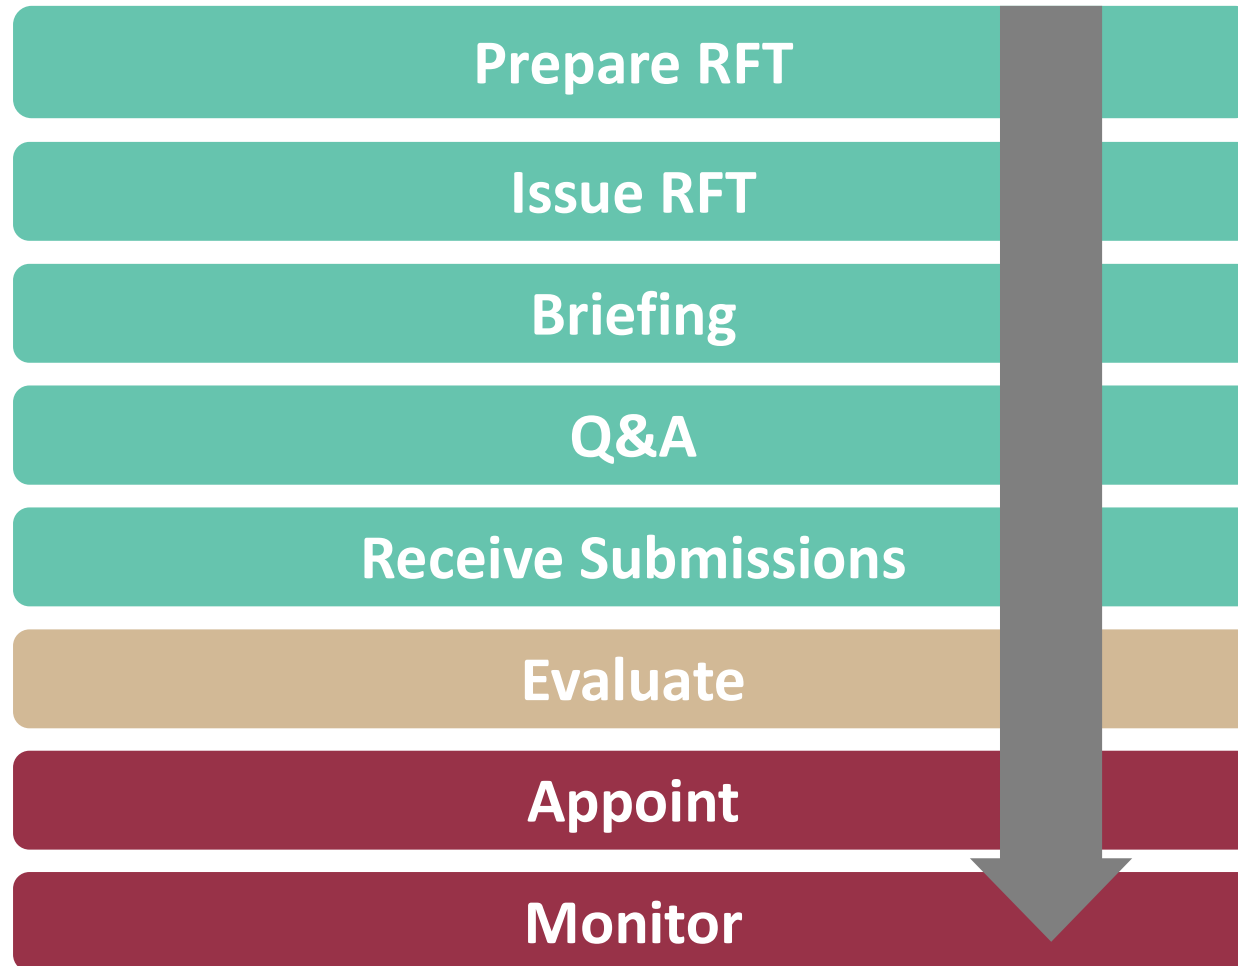 Prepare RFT
Issue RFT
Briefing
Q&A
Receive Submissions
Evaluate
Appoint
Monitor